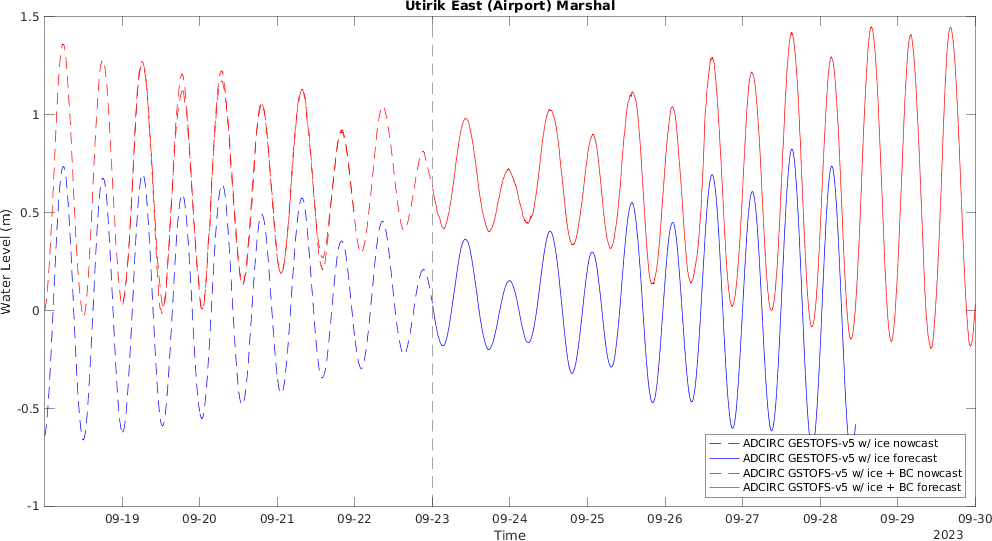 Utirik East (Airport) Marshal
1.5
1
0.5
0
-0.5
-1
Water Level (m)
ADCIRC GESTOFS-v5 w/ ice nowcast
ADCIRC GESTOFS-v5 w/ ice forecast
ADCIRC GSTOFS-v5 w/ ice + BC nowcast
ADCIRC GSTOFS-v5 w/ ice + BC forecast
09-19 09-20 09-21 09-22 09-23 09-24 09-25 09-26 09-27 09-28 09-29 09-30
Time
2023